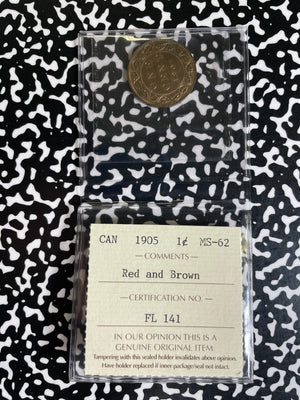 CAN 1905 1¢ MS-62
— COMMENTS —
Red and Brown
— CERTIFICATION NO. —
FL 141
IN OUR OPINION THIS IS A
GENUINE ORIGINAL ITEM
Tampering with this sealed holder invalidates above opinion.
Have holder replaced if inner package/seal not intact.